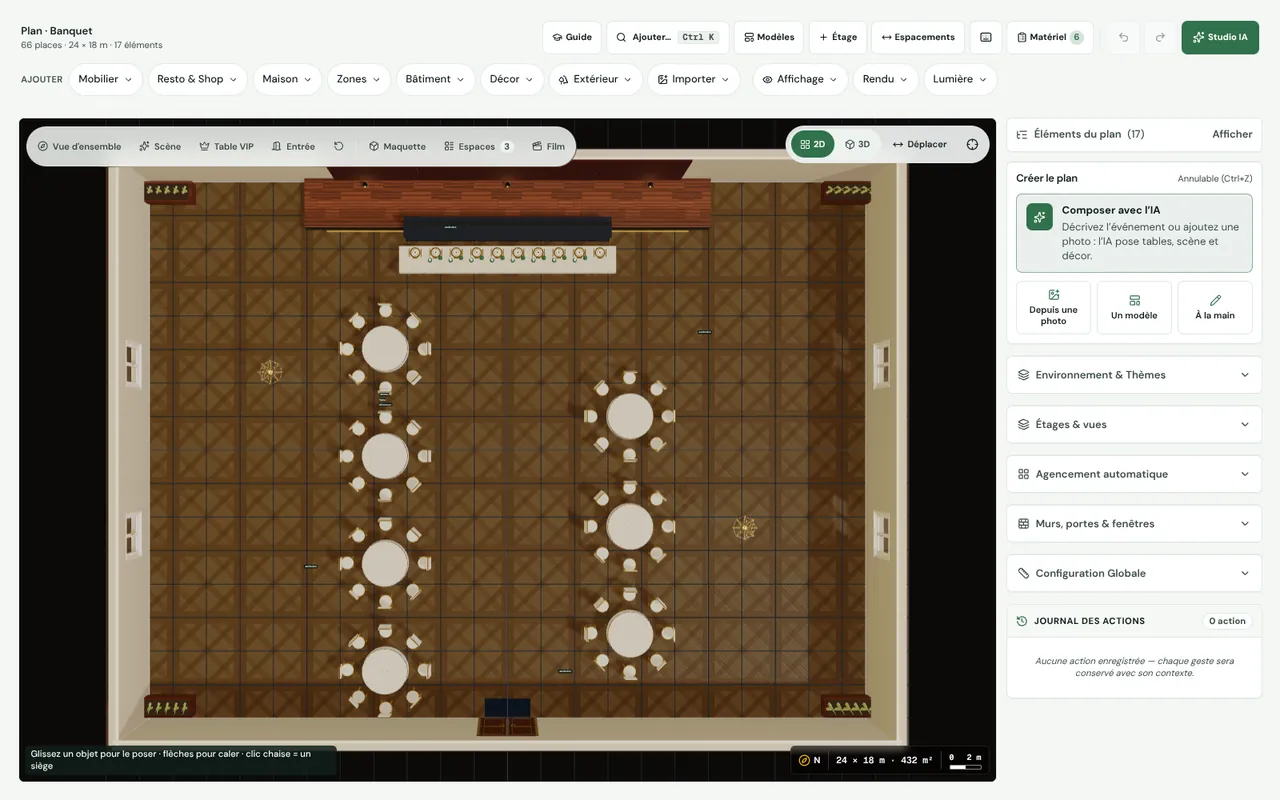 Plan · Banquet
66 places · 24 × 18 m · 17 éléments
Guide
Ajouter... Ctrl K
Modèles
+ Étage
Espacements
Matériel 6
Studio IA
AJOUTER
Mobilier
Resto & Shop
Maison
Zones
Bâtiment
Décor
Extérieur
Importer
Affichage
Rendu
Lumière
Vue d'ensemble
Scène
Table VIP
Entrée
Maquette
Espaces 3
Film
2D
3D
Déplacer
Glissez un objet pour le poser · flèches pour caler · clic chaise = un
siège
N 24 × 18 m · 432 m²
0 2 m
Éléments du plan (17) Afficher
Créer le plan Annulable (Ctrl+Z)
Composer avec l'IA
Décrivez l'événement ou ajoutez une
photo : l'IA pose tables, scène et
décor.
Depuis une
photo
Un modèle
À la main
Environnement & Thèmes
Étages & vues
Agencement automatique
Murs, portes & fenêtres
Configuration Globale
JOURNAL DES ACTIONS 0 action
Aucune action enregistrée — chaque geste sera
conservé avec son contexte.